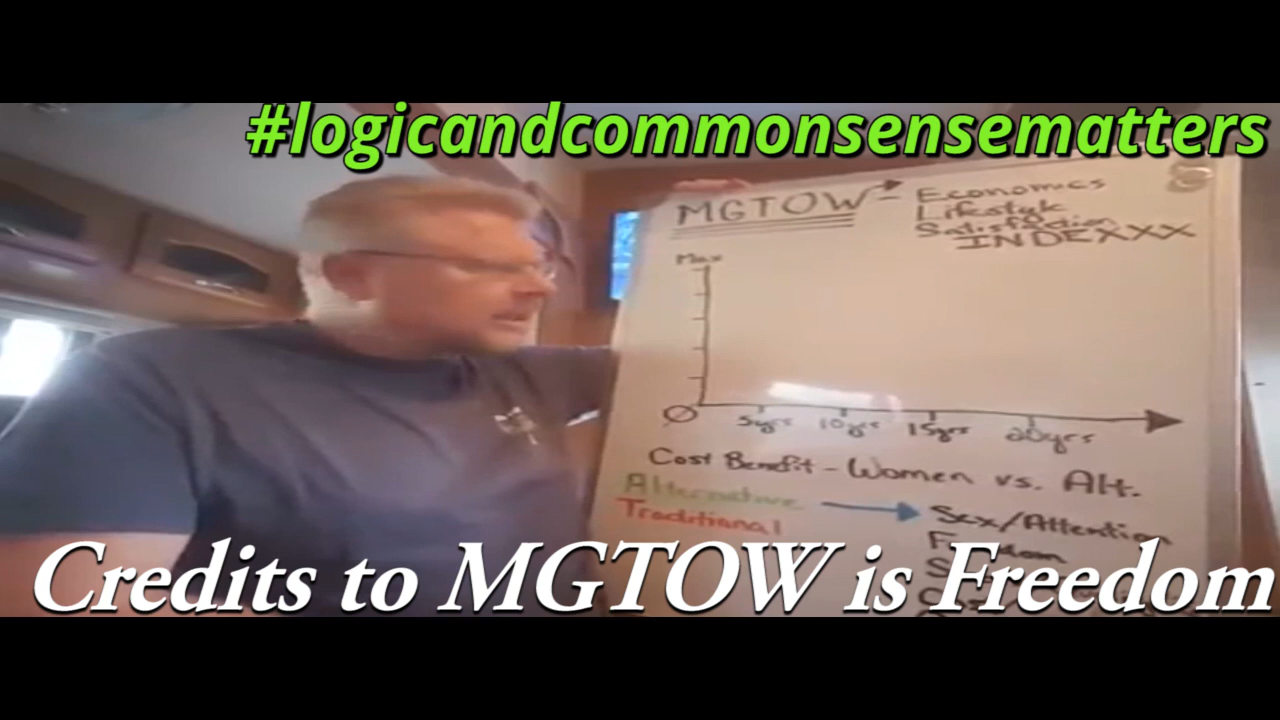 #logicandcommonsensematters
MGTOW → Economics
Lifestyle
Satisfaction
INDEXXX
Max
Ø
5yrs 10yrs 15yrs 20yrs
Cost Benefit - Women vs. Alt.
Alternative → Sex/Attention
Traditional
Credits to MGTOW is Freedom